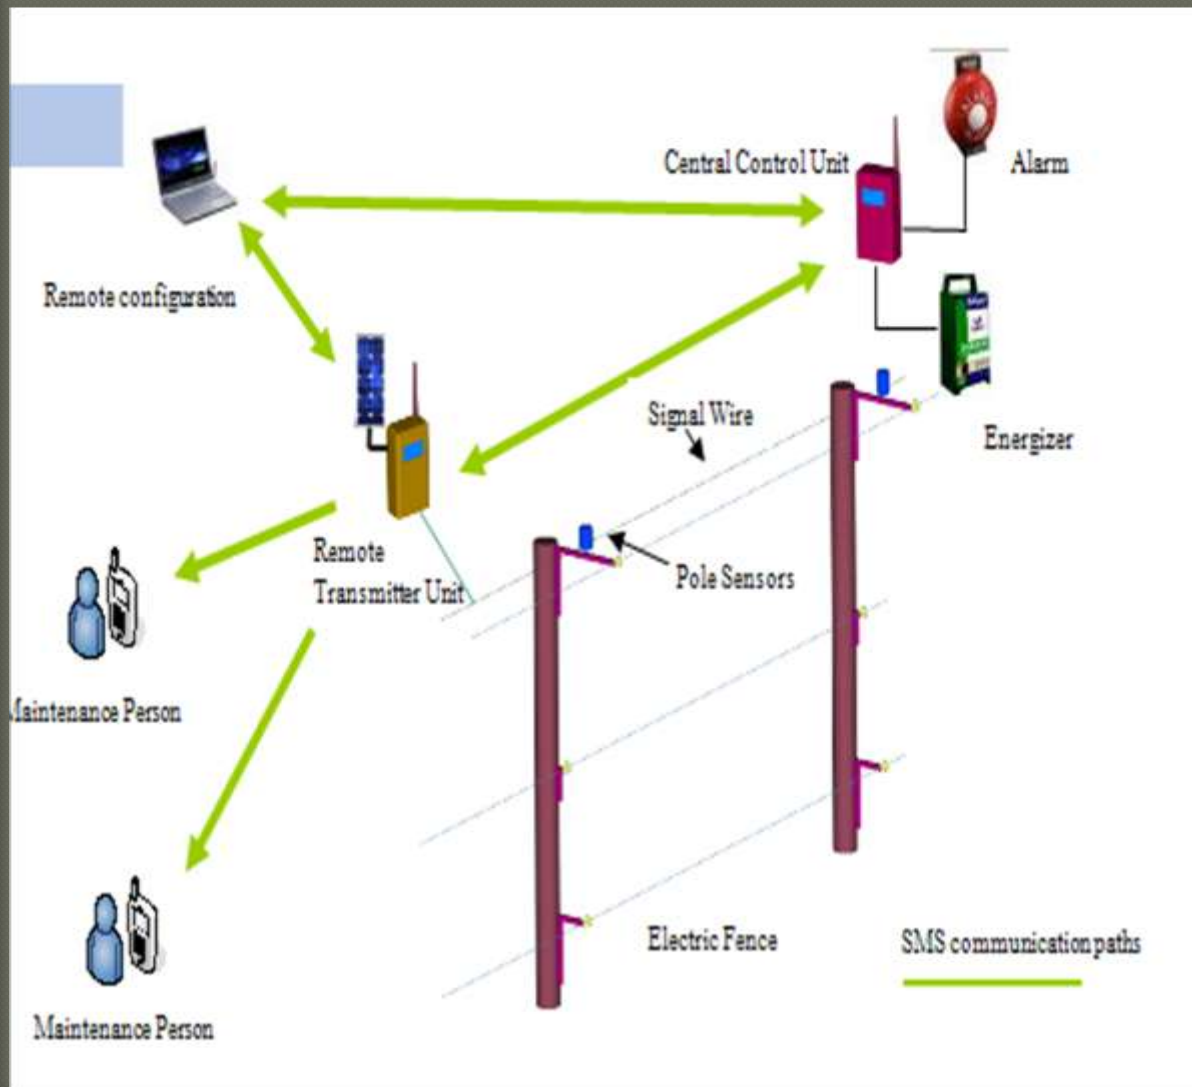 Central Control Unit
Alarm
Remote configuration
Signal Wire
Energizer
Remote
Transmitter Unit
Pole Sensors
Maintenance Person
Electric Fence
SMS communication paths
Maintenance Person